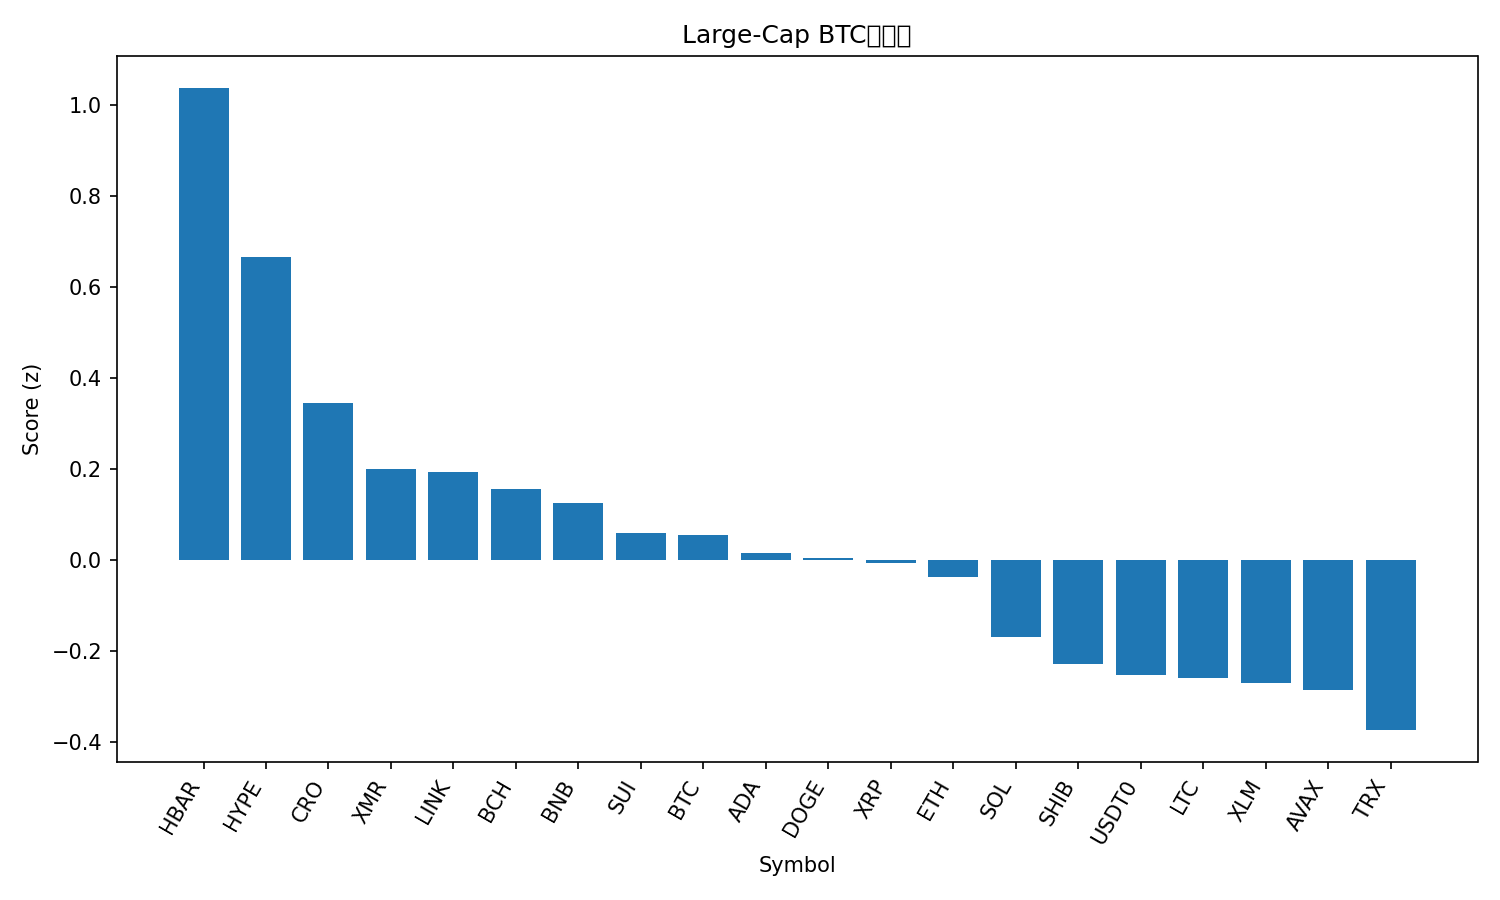 Large-Cap BTC
1.0
0.8
0.6
0.4
0.2
0.0
−0.2
−0.4
Score (z)
HBAR
HYPE
CRO
XMR
LINK
BCH
BNB
SUI
BTC
ADA
DOGE
XRP
ETH
SOL
SHIB
USDT0
LTC
XLM
AVAX
TRX
Symbol